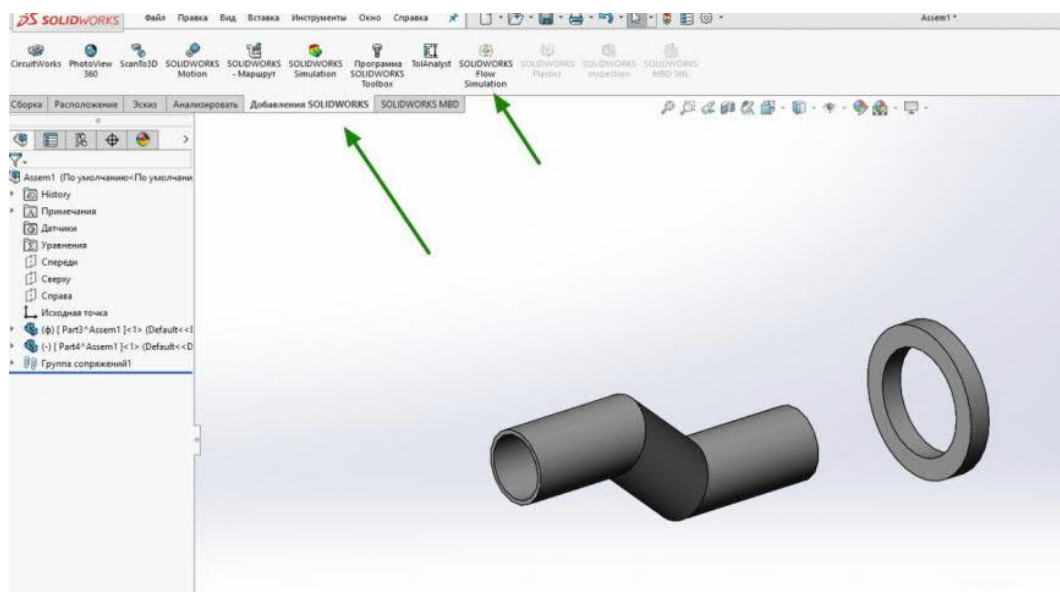 SOLIDWORKS Файл Правка Вид Вставка Инструменты Окно Справка Assem1 *
CircuitWorks PhotoView 360 ScanTo3D SOLIDWORKS Motion SOLIDWORKS - Маршрут SOLIDWORKS Simulation Программа SOLIDWORKS Toolbox TolAnalyst SOLIDWORKS Flow Simulation SOLIDWORKS Plastics SOLIDWORKS Inspection SOLIDWORKS MBD SNL
Сборка Расположение Эскиз Анализировать Добавления SOLIDWORKS SOLIDWORKS MBD
Assem1 (По умолчанию<По умолчани
History
Примечания
Датчики
Уравнения
Спереди
Сверху
Справа
Исходная точка
(ф) [ Part3^Assem1 ]<1> (Default<<I
(-) [ Part4^Assem1 ]<1> (Default<<D
Группа сопряжений1